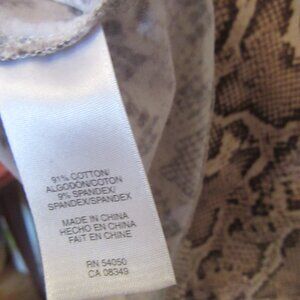 91% COTTON/
ALGODON/COTON
9% SPANDEX/
SPANDEX/SPANDEX
MADE IN CHINA
HECHO EN CHINA
FAIT EN CHINE
RN 54050
CA 08349